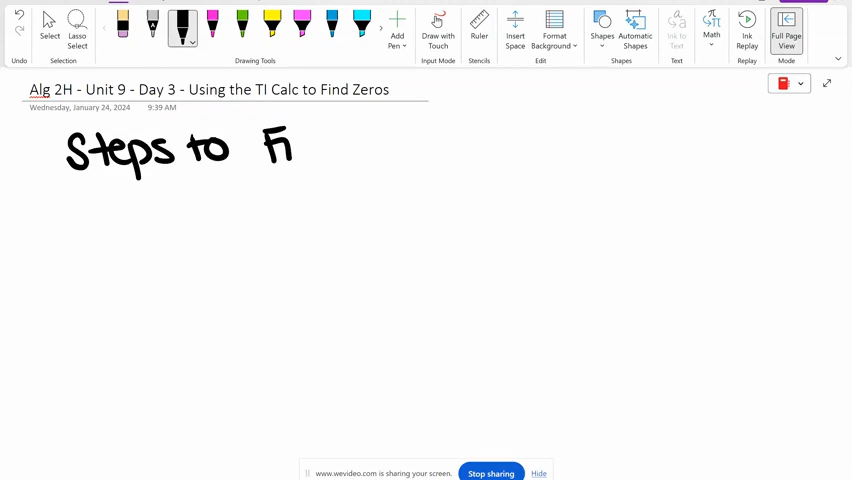 Undo
Select
Lasso Select
Selection
A
Drawing Tools
Add Pen
Draw with Touch
Input Mode
Ruler
Stencils
Insert Space
Format Background
Edit
Shapes
Automatic Shapes
Shapes
Ink to Text
Text
Math
Ink Replay
Replay
Full Page View
Mode
Alg 2H - Unit 9 - Day 3 - Using the TI Calc to Find Zeros
Wednesday, January 24, 2024 9:39 AM
Steps to Fi
www.wevideo.com is sharing your screen. Stop sharing Hide